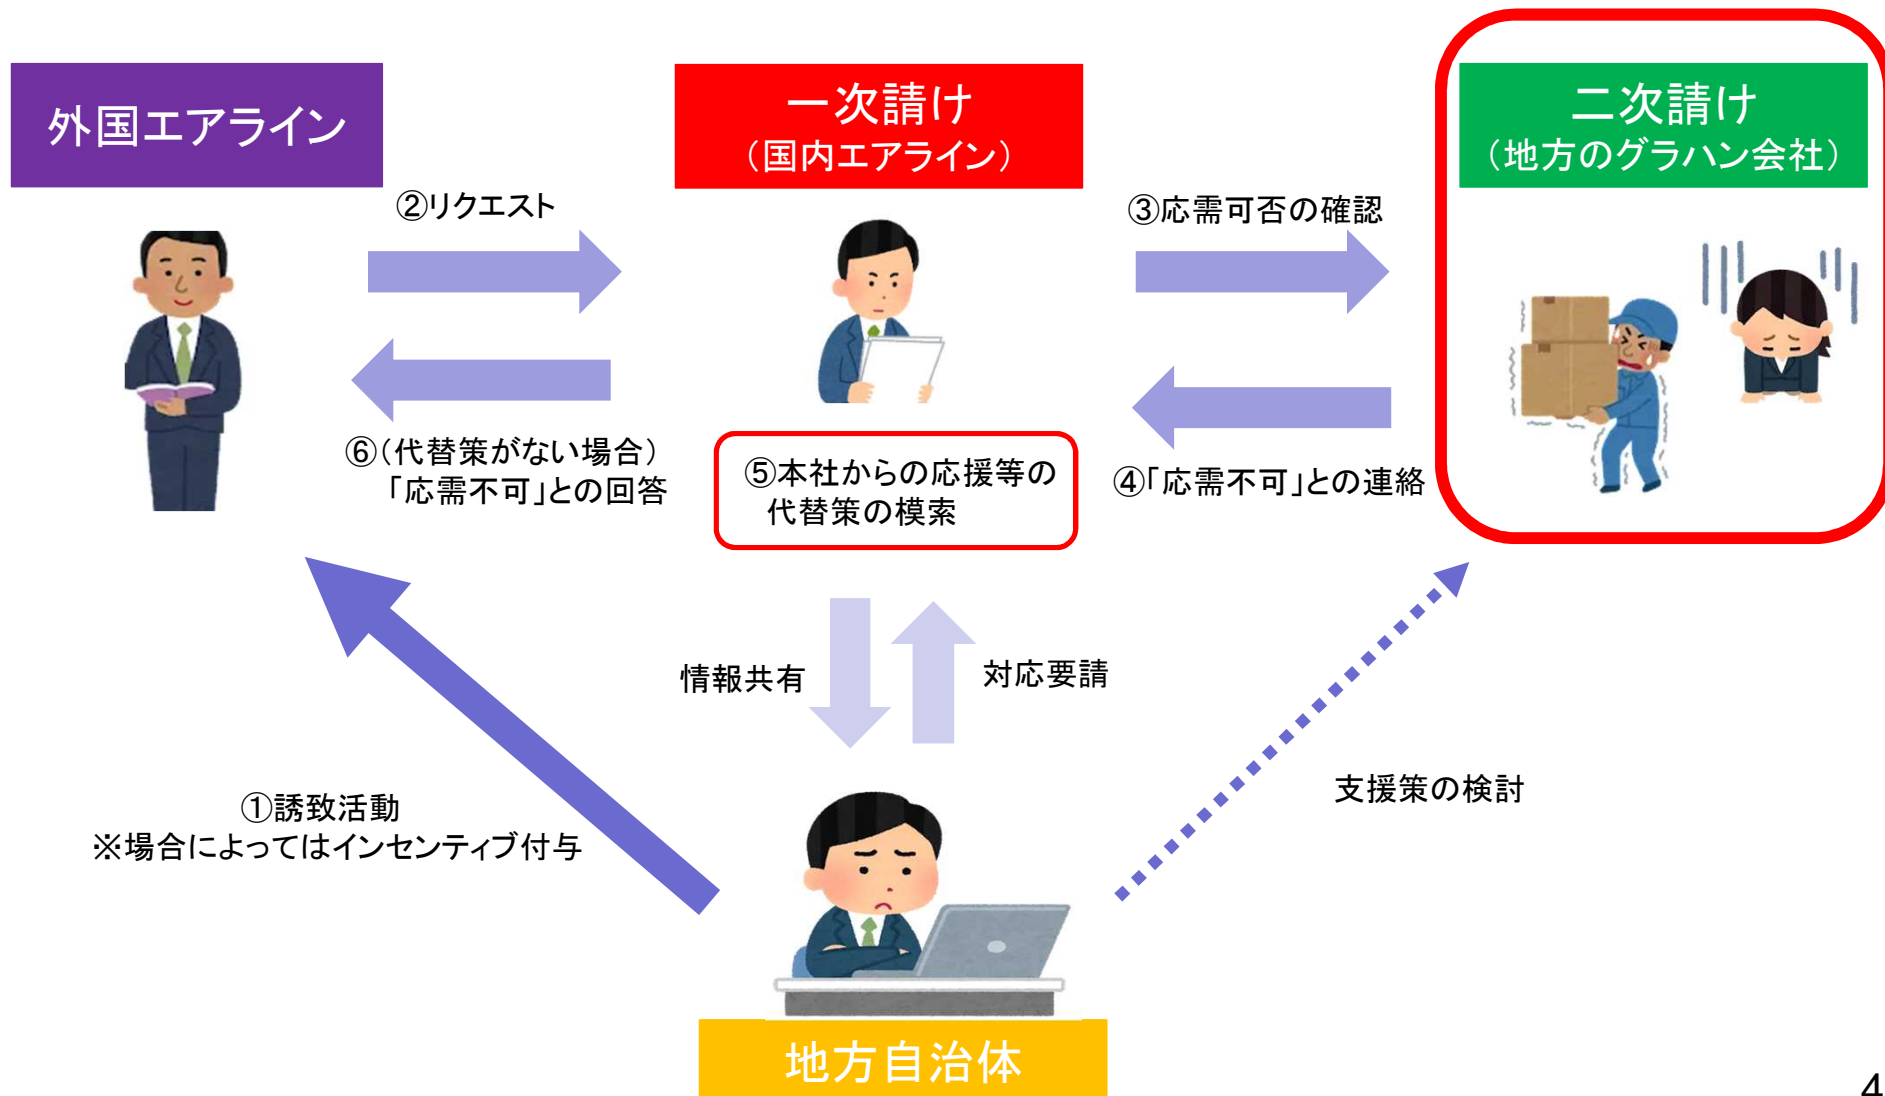 外国エアライン
一次請け
（国内エアライン）
二次請け
（地方のグラハン会社）
②リクエスト
③応需可否の確認
⑥（代替策がない場合）
「応需不可」との回答
⑤本社からの応援等の
代替策の模索
④「応需不可」との連絡
情報共有
対応要請
①誘致活動
※場合によってはインセンティブ付与
支援策の検討
地方自治体
4